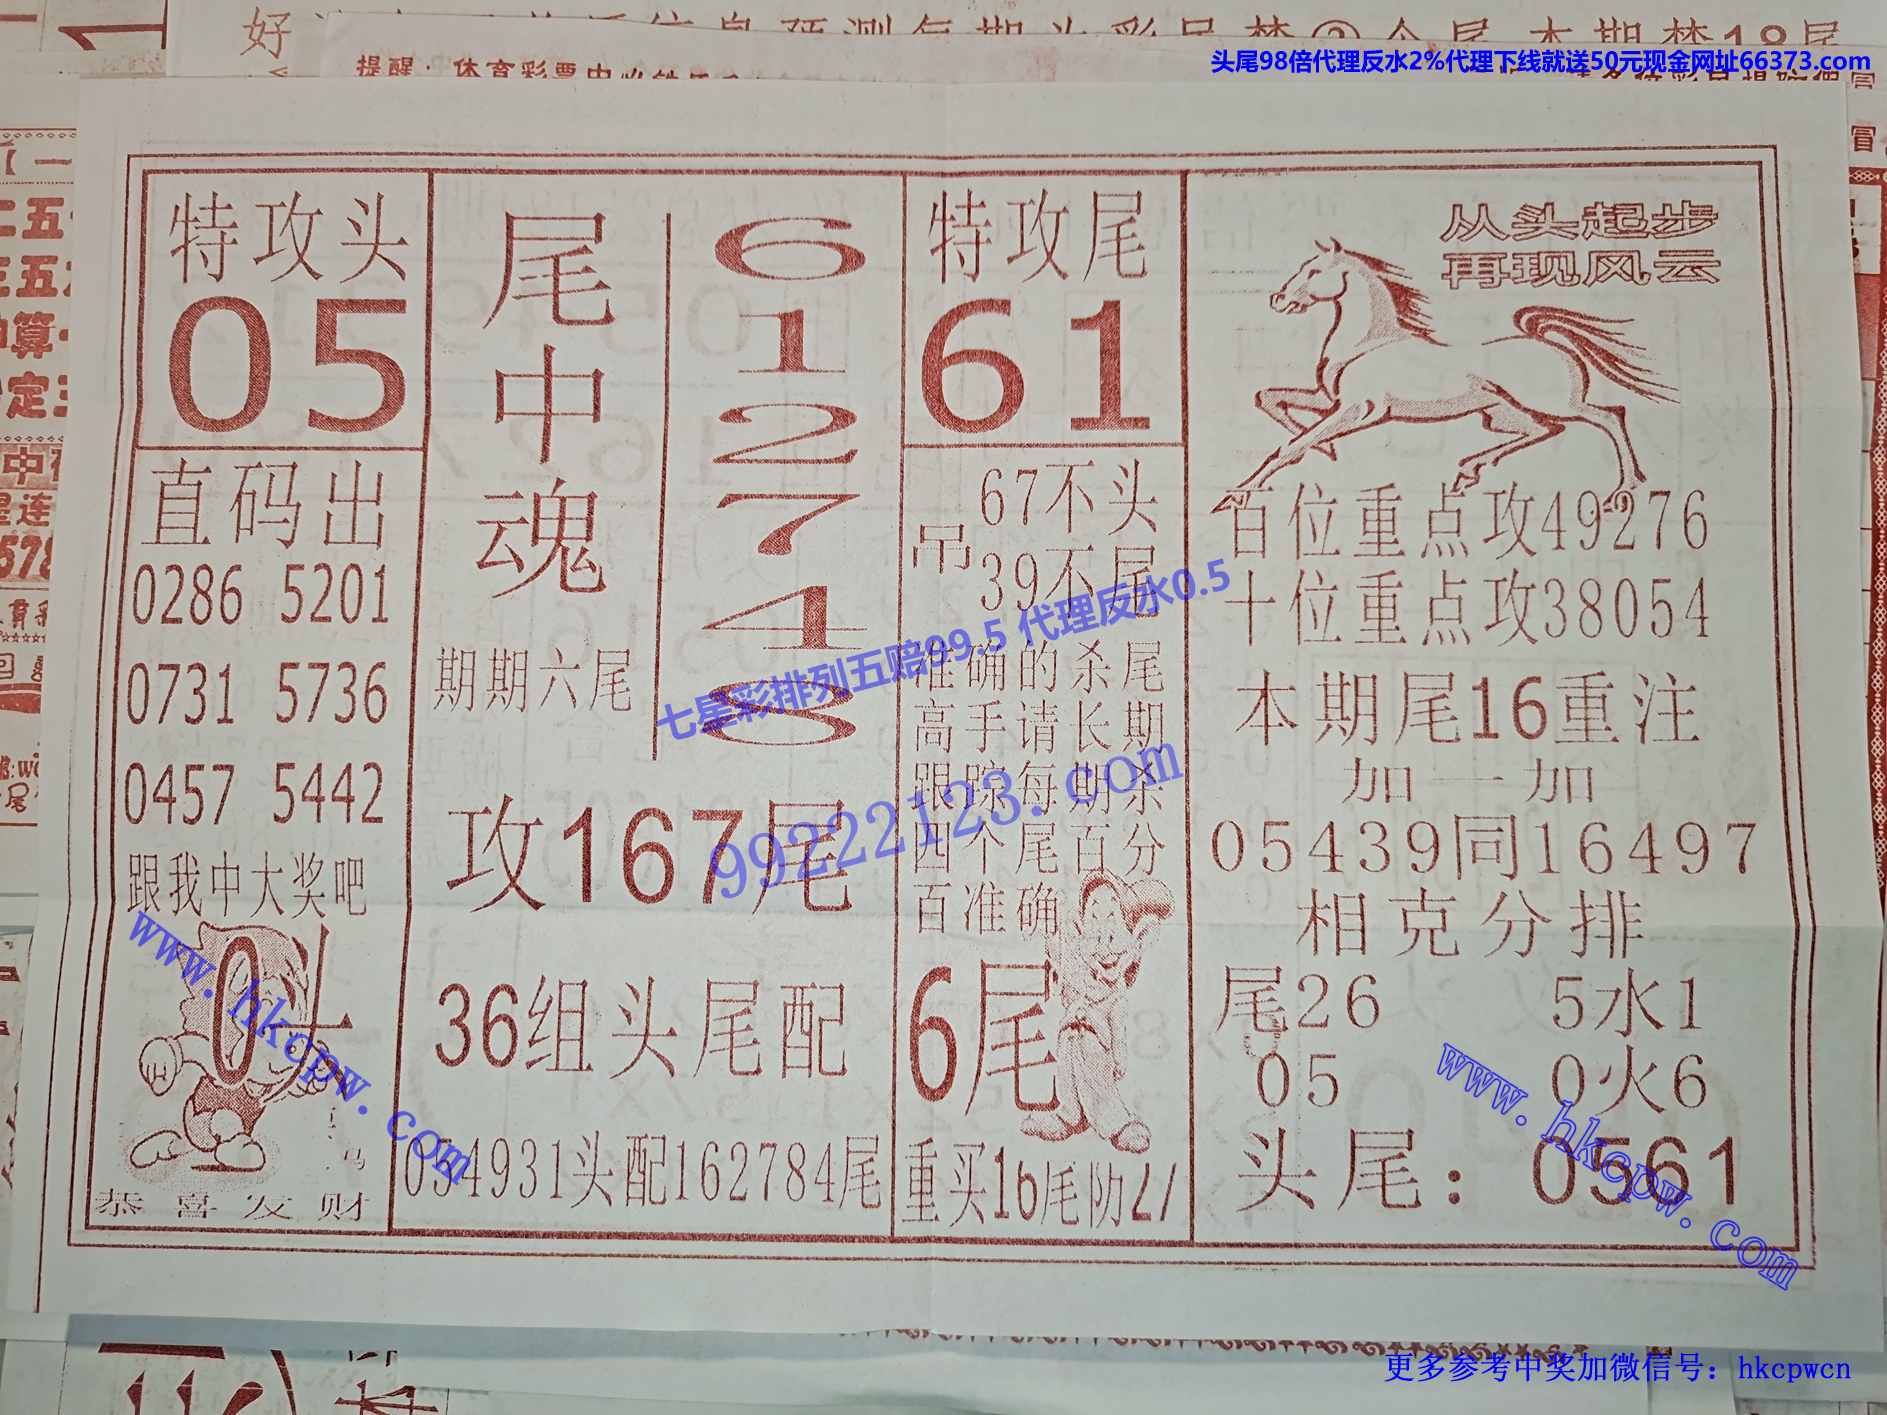 头尾98倍代理反水2%代理下线就送50元现金网址66373.com
特攻头
05
直码出
0286 5201
0731 5736
0457 5442
跟我中大奖吧
0头
恭喜发财
尾中魂
期期六尾
6
1
2
7
4
8
攻167尾
36组头尾配
054931头配162784尾
特攻尾
61
吊
67不头
39不尾
准确的杀尾
高手请长期
跟踪每期杀
四个尾百分
百准确
6尾
重买16尾防27
从头起步
再现风云
百位重点攻49276
十位重点攻38054
本期尾16重注
加一加
05439同16497
相克分排
尾26 5水1
05 0火6
头尾：0561
七星彩排列五赔99.5 代理反水0.5
99222123.com
www.hkcpw.com
www.hkcpw.com
更多参考中奖加微信号：hkcpwcn